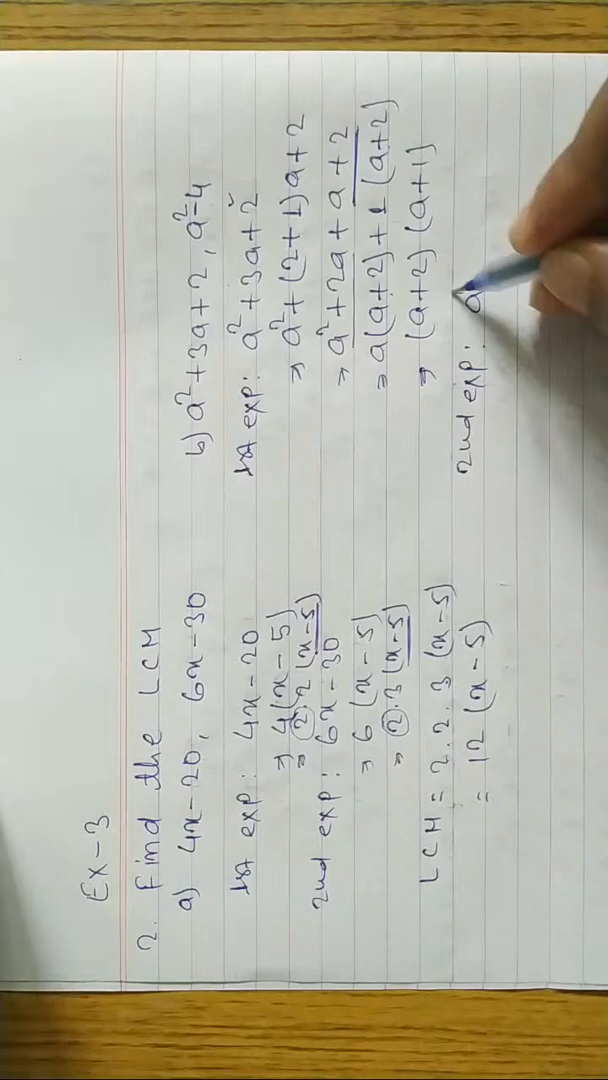 Ex-3
2. Find the LCM
a) 4x-20, 6x-30
1st exp: 4x-20
⇒ 4(x-5)
= 2.2(x-5)
2nd exp: 6x-30
⇒ 6(x-5)
= 2.3(x-5)
LCM = 2.2.3(x-5)
= 12(x-5)
b) a²+3a+2, a²-4
1st exp: a²+3a+2
⇒ a²+(2+1)a+2
⇒ a²+2a+a+2
⇒ a(a+2)+1(a+2)
⇒ (a+2)(a+1)
2nd exp: a